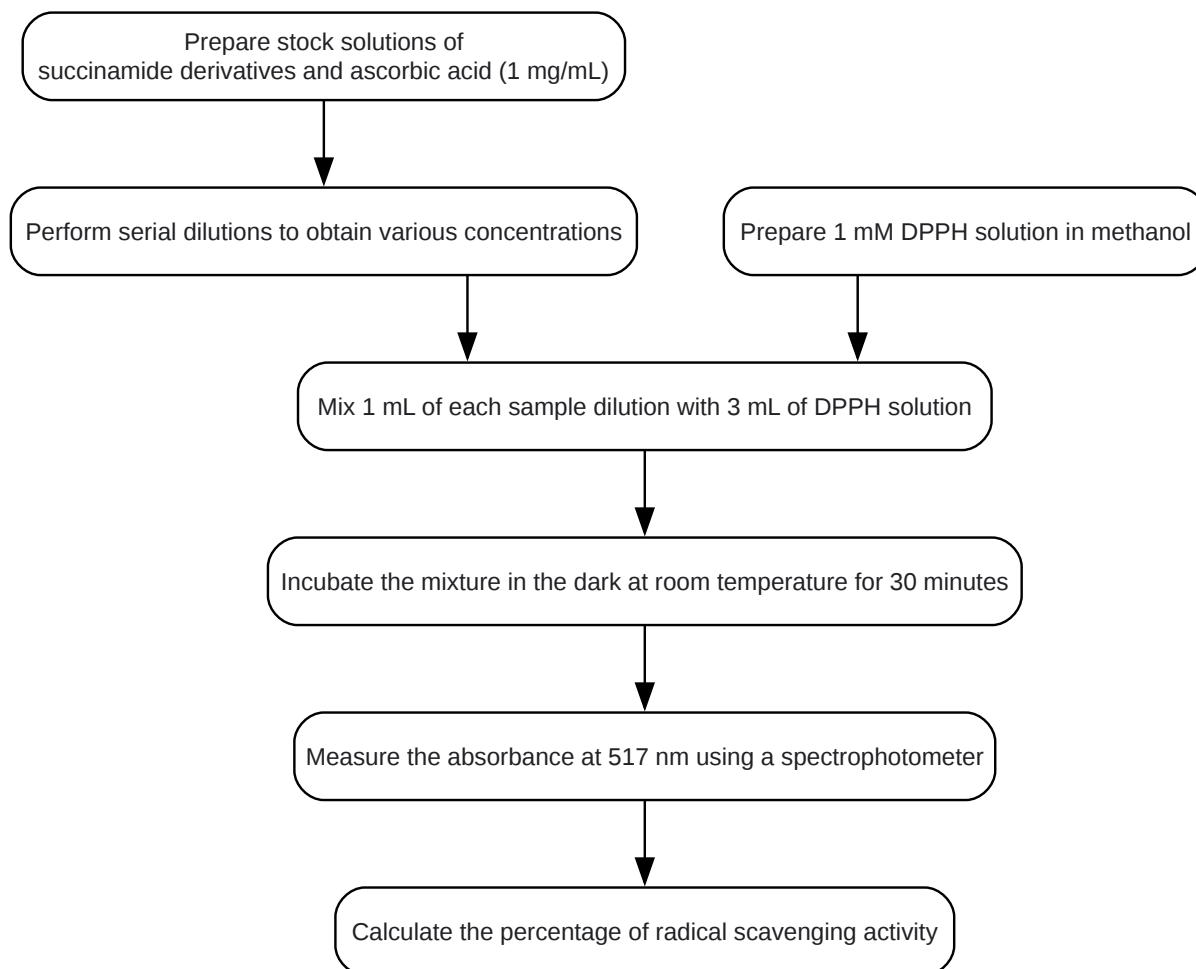 Prepare stock solutions of
succinamide derivatives and ascorbic acid (1 mg/mL)
Perform serial dilutions to obtain various concentrations
Prepare 1 mM DPPH solution in methanol
Mix 1 mL of each sample dilution with 3 mL of DPPH solution
Incubate the mixture in the dark at room temperature for 30 minutes
Measure the absorbance at 517 nm using a spectrophotometer
Calculate the percentage of radical scavenging activity